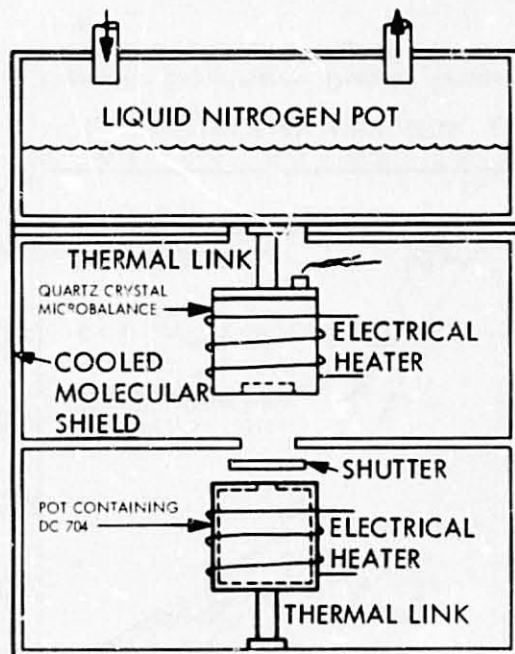 LIQUID NITROGEN POT
THERMAL LINK
QUARTZ CRYSTAL
MICROBALANCE
ELECTRICAL
HEATER
COOLED
MOLECULAR
SHIELD
SHUTTER
POT CONTAINING
DC 704
ELECTRICAL
HEATER
THERMAL LINK